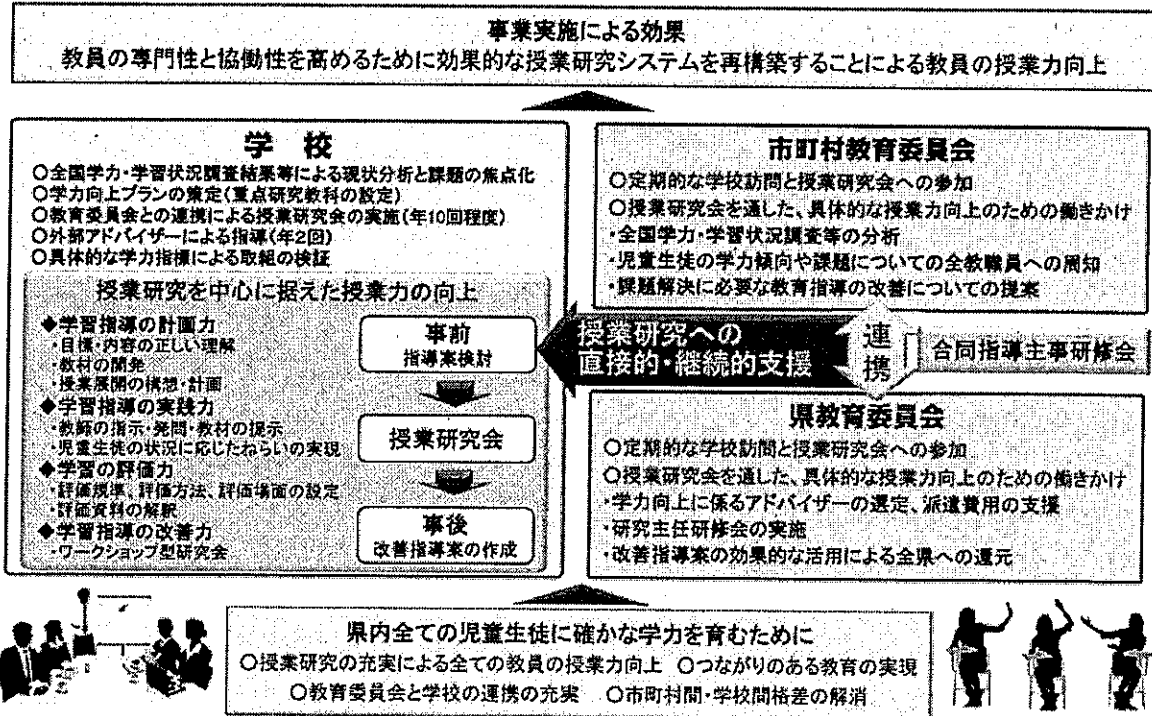 事業実施による効果
教員の専門性と協働性を高めるために効果的な授業研究システムを再構築することによる教員の授業力向上
学校
○全国学力・学習状況調査結果等による現状分析と課題の焦点化
○学力向上プランの策定(重点研究教科の設定)
○教育委員会との連携による授業研究会の実施(年10回程度)
○外部アドバイザーによる指導(年2回)
○具体的な学力指標による取組の検証
授業研究を中心に据えた授業力の向上
◆学習指導の計画力
・目標・内容の正しい理解
・教材の開発
・授業展開の構想・計画
◆学習指導の実践力
・教師の指示・発問・教材の提示
・児童生徒の状況に応じたねらいの実現
◆学習の評価力
・評価規準、評価方法、評価場面の設定
・評価資料の解釈
◆学習指導の改善力
・ワークショップ型研究会
事前
指導案検討
授業研究会
事後
改善指導案の作成
市町村教育委員会
○定期的な学校訪問と授業研究会への参加
○授業研究会を通した、具体的な授業力向上のための働きかけ
・全国学力・学習状況調査等の分析
・児童生徒の学力傾向や課題についての全教職員への周知
・課題解決に必要な教育指導の改善についての提案
授業研究への
直接的・継続的支援
連携
合同指導主事研修会
県教育委員会
○定期的な学校訪問と授業研究会への参加
○授業研究会を通した、具体的な授業力向上のための働きかけ
・学力向上に係るアドバイザーの選定、派遣費用の支援
・研究主任研修会の実施
・改善指導案の効果的な活用による全県への還元
県内全ての児童生徒に確かな学力を育むために
○授業研究の充実による全ての教員の授業力向上 ○つながりのある教育の実現
○教育委員会と学校の連携の充実 ○市町村間・学校間格差の解消